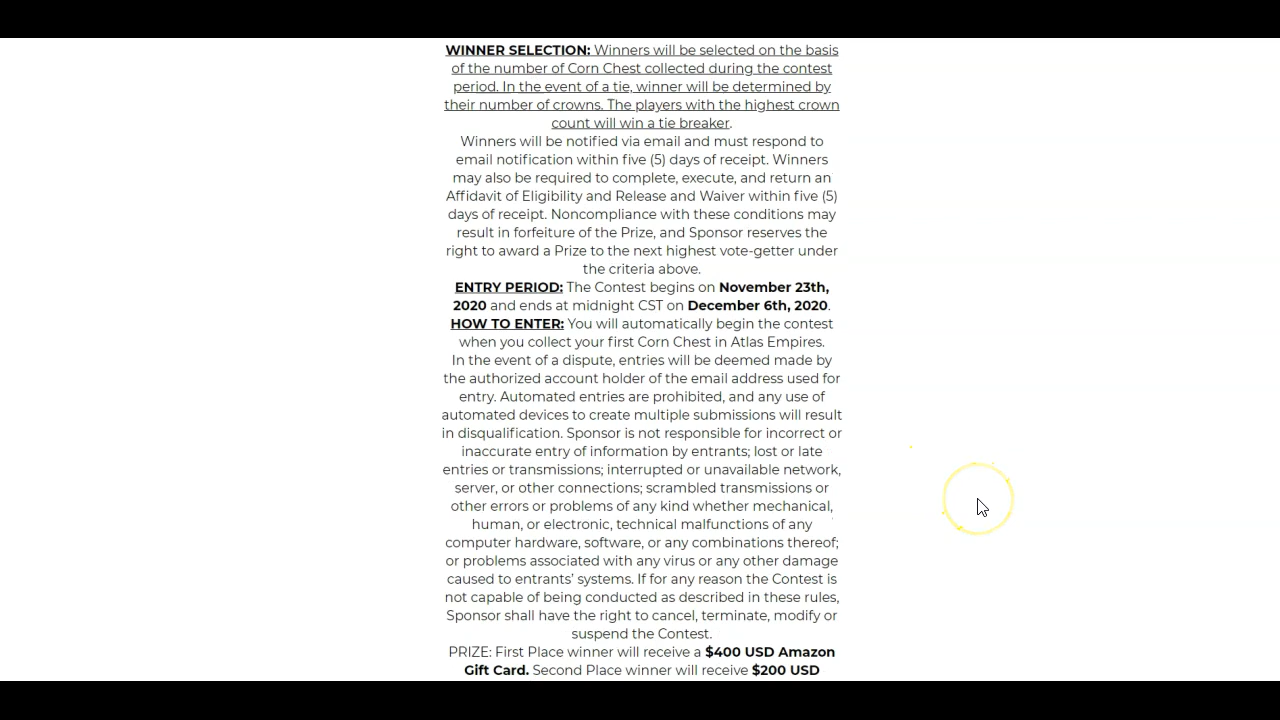 WINNER SELECTION: Winners will be selected on the basis
of the number of Corn Chest collected during the contest
period. In the event of a tie, winner will be determined by
their number of crowns. The players with the highest crown
count will win a tie breaker.
Winners will be notified via email and must respond to
email notification within five (5) days of receipt. Winners
may also be required to complete, execute, and return an
Affidavit of Eligibility and Release and Waiver within five (5)
days of receipt. Noncompliance with these conditions may
result in forfeiture of the Prize, and Sponsor reserves the
right to award a Prize to the next highest vote-getter under
the criteria above.
ENTRY PERIOD: The Contest begins on November 23th,
2020 and ends at midnight CST on December 6th, 2020.
HOW TO ENTER: You will automatically begin the contest
when you collect your first Corn Chest in Atlas Empires.
In the event of a dispute, entries will be deemed made by
the authorized account holder of the email address used for
entry. Automated entries are prohibited, and any use of
automated devices to create multiple submissions will result
in disqualification. Sponsor is not responsible for incorrect or
inaccurate entry of information by entrants; lost or late
entries or transmissions; interrupted or unavailable network,
server, or other connections; scrambled transmissions or
other errors or problems of any kind whether mechanical,
human, or electronic, technical malfunctions of any
computer hardware, software, or any combinations thereof;
or problems associated with any virus or any other damage
caused to entrants’ systems. If for any reason the Contest is
not capable of being conducted as described in these rules,
Sponsor shall have the right to cancel, terminate, modify or
suspend the Contest.
PRIZE: First Place winner will receive a $400 USD Amazon
Gift Card. Second Place winner will receive $200 USD